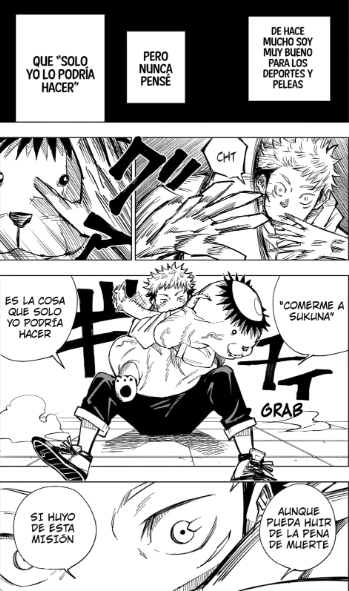 DE HACE
MUCHO SOY
MUY BUENO
PARA LOS
DEPORTES Y
PELEAS
PERO
NUNCA
PENSÉ
QUE "SOLO
YO LO PODRÍA
HACER"
CHT
"COMERME A
SUKUNA"
ES LA COSA
QUE SOLO
YO PODRÍA
HACER
GRAB
AUNQUE
PUEDA HUIR
DE LA PENA
DE MUERTE
SI HUYO
DE ESTA
MISIÓN